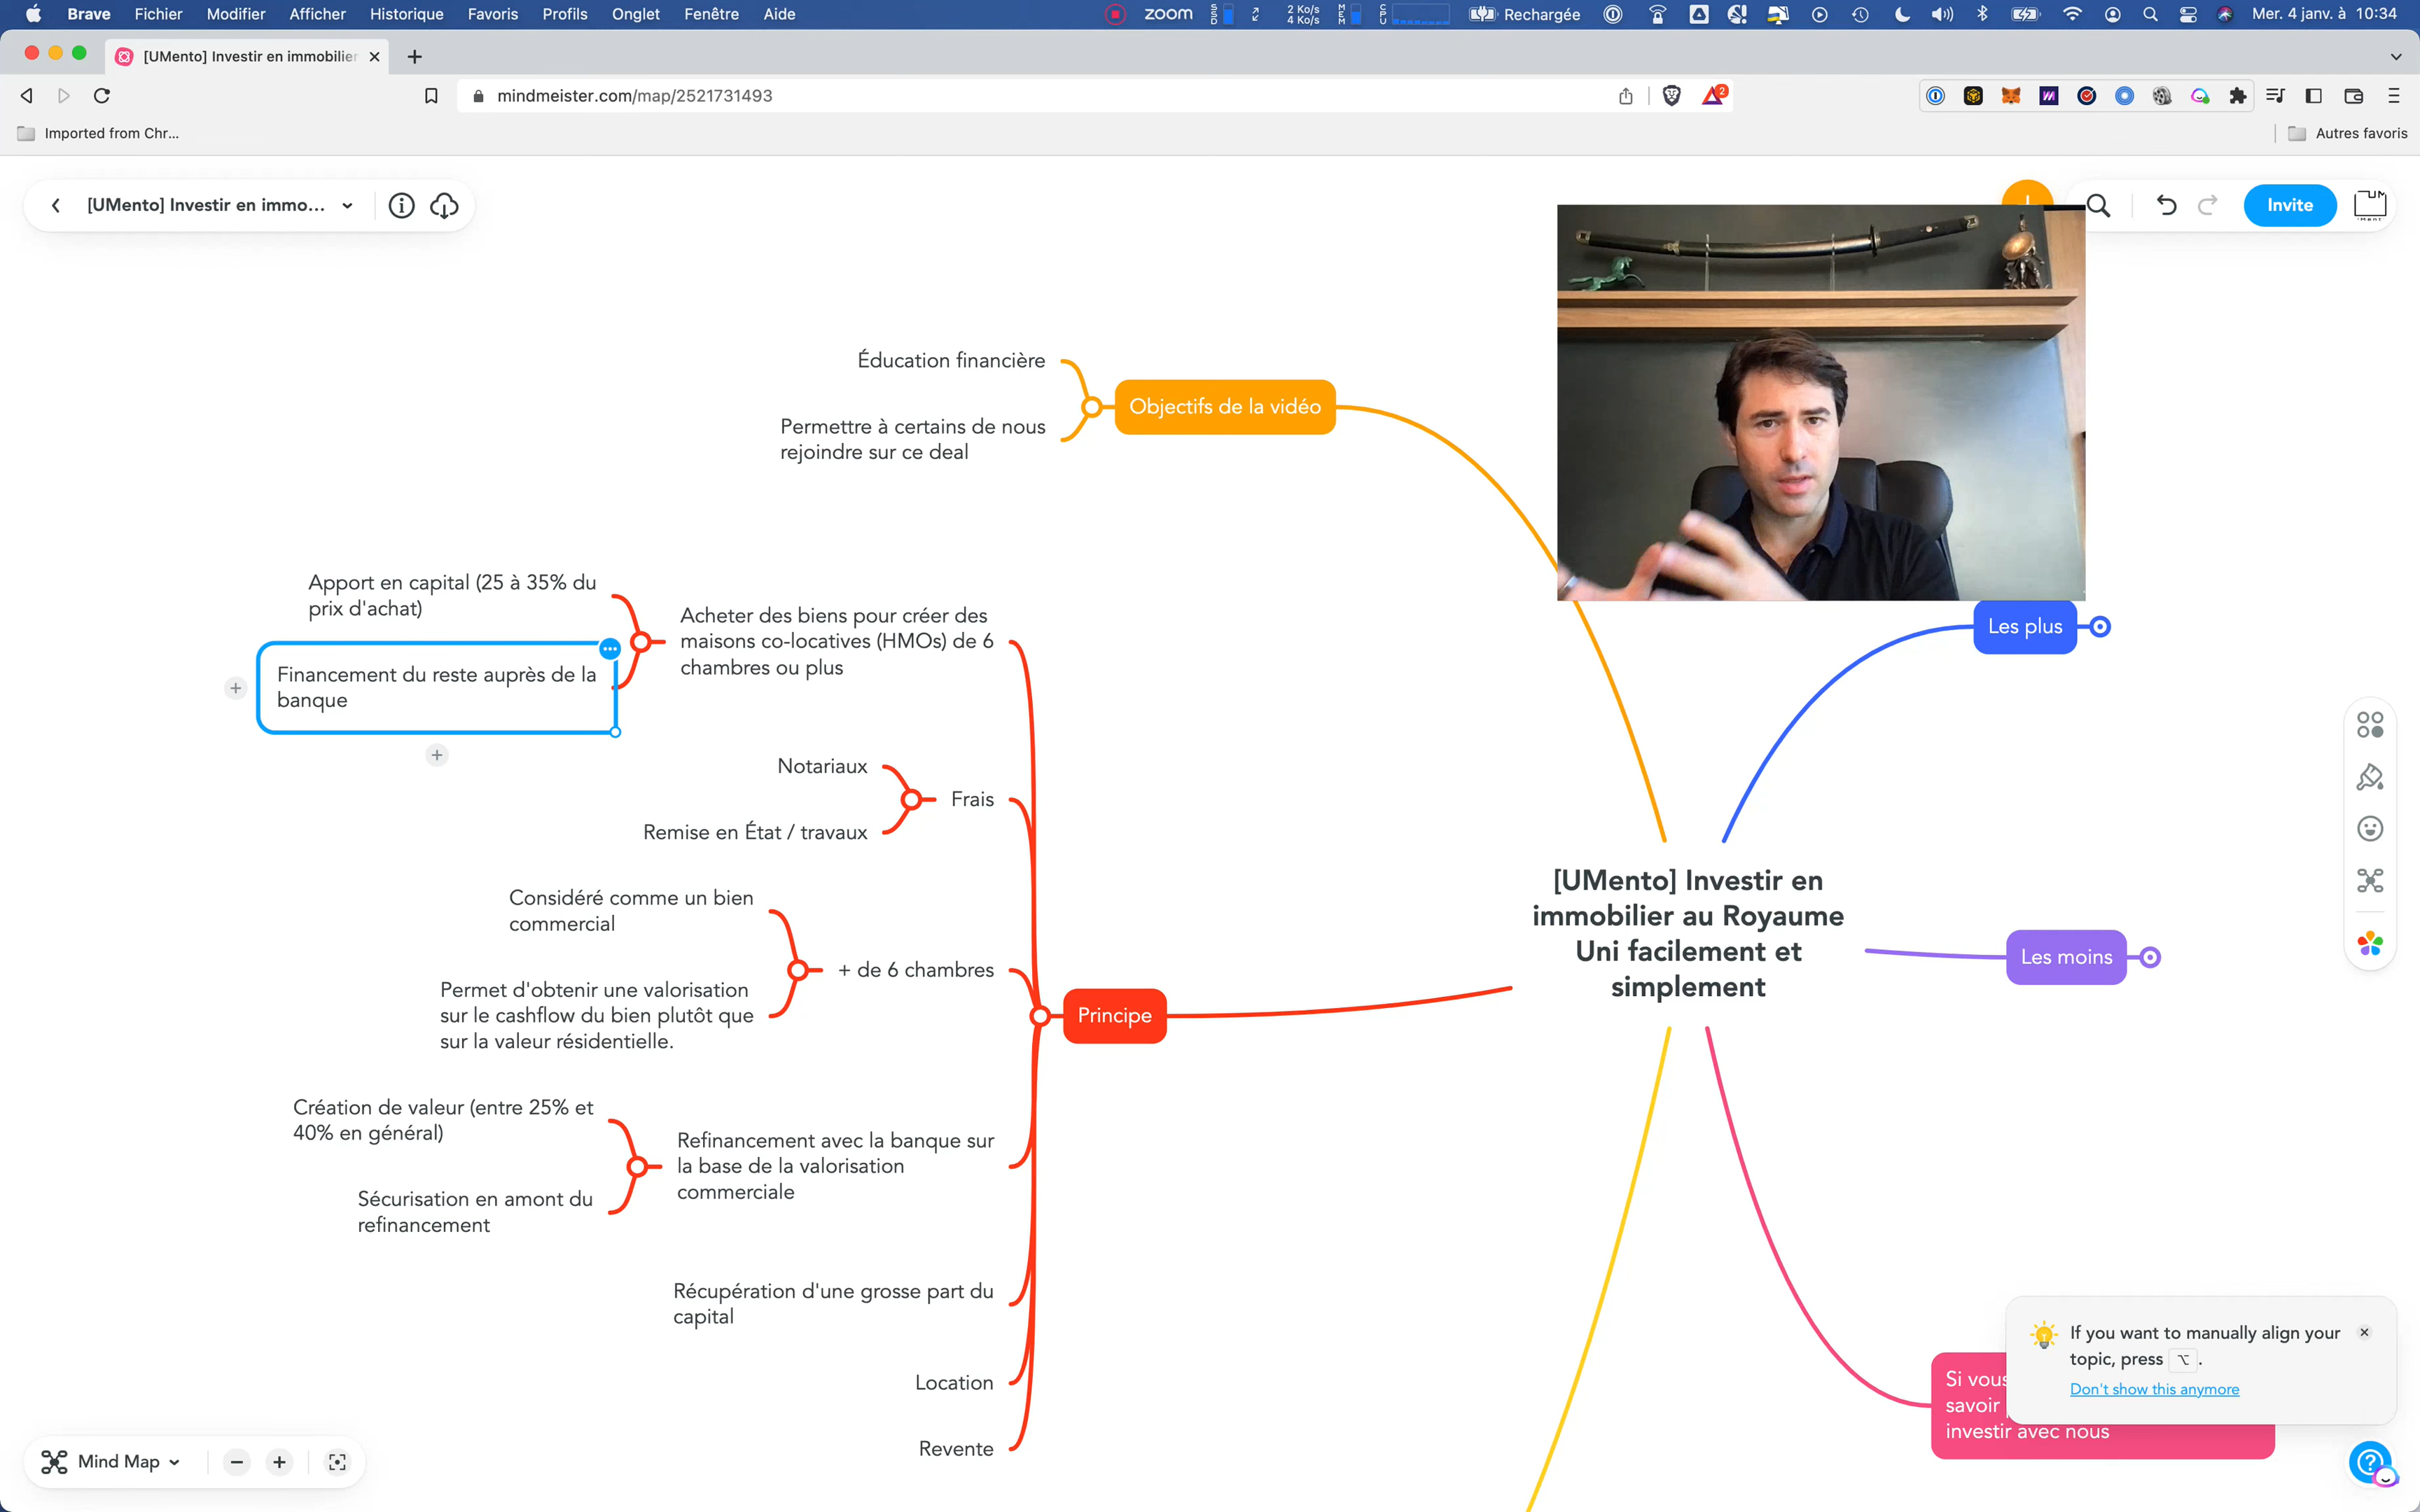 Brave Fichier Modifier Afficher Historique Favoris Profils Onglet Fenêtre Aide
zoom SSD 2 Ko/s 4 Ko/s MEM CPU Rechargée Mer. 4 janv. à 10:34
[UMento] Investir en immobilier
mindmeister.com/map/2521731493
2
Imported from Chr...
Autres favoris
[UMento] Investir en immo...
Invite
Éducation financière
Permettre à certains de nous
rejoindre sur ce deal
Objectifs de la vidéo
Apport en capital (25 à 35% du
prix d'achat)
Financement du reste auprès de la
banque
Acheter des biens pour créer des
maisons co-locatives (HMOs) de 6
chambres ou plus
Notariaux
Remise en État / travaux
Frais
Considéré comme un bien
commercial
Permet d'obtenir une valorisation
sur le cashflow du bien plutôt que
sur la valeur résidentielle.
+ de 6 chambres
Principe
Création de valeur (entre 25% et
40% en général)
Sécurisation en amont du
refinancement
Refinancement avec la banque sur
la base de la valorisation
commerciale
Récupération d'une grosse part du
capital
Location
Revente
[UMento] Investir en
immobilier au Royaume
Uni facilement et
simplement
Les plus
Les moins
Si vous
savoir
investir avec nous
If you want to manually align your
topic, press ⌥.
Don't show this anymore
Mind Map